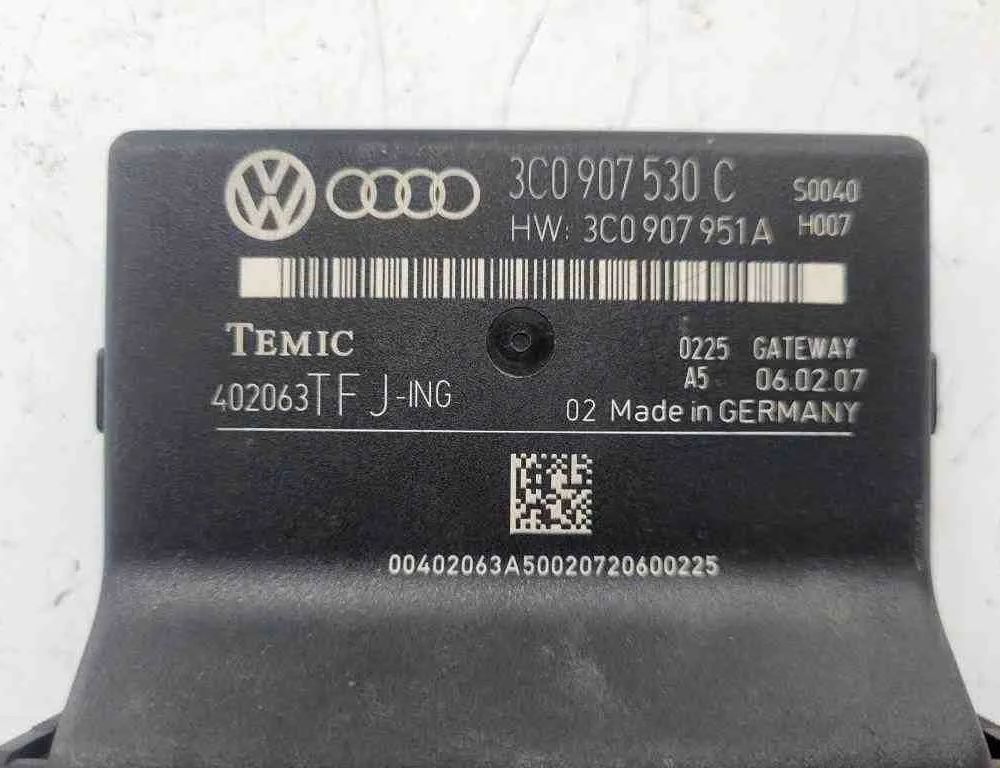 3C0 907 530 C S0040
HW: 3C0 907 951A H007
TEMIC 0225 GATEWAY
402063TFJ-ING A5 06.02.07
02 Made in GERMANY
00402063A50020720600225